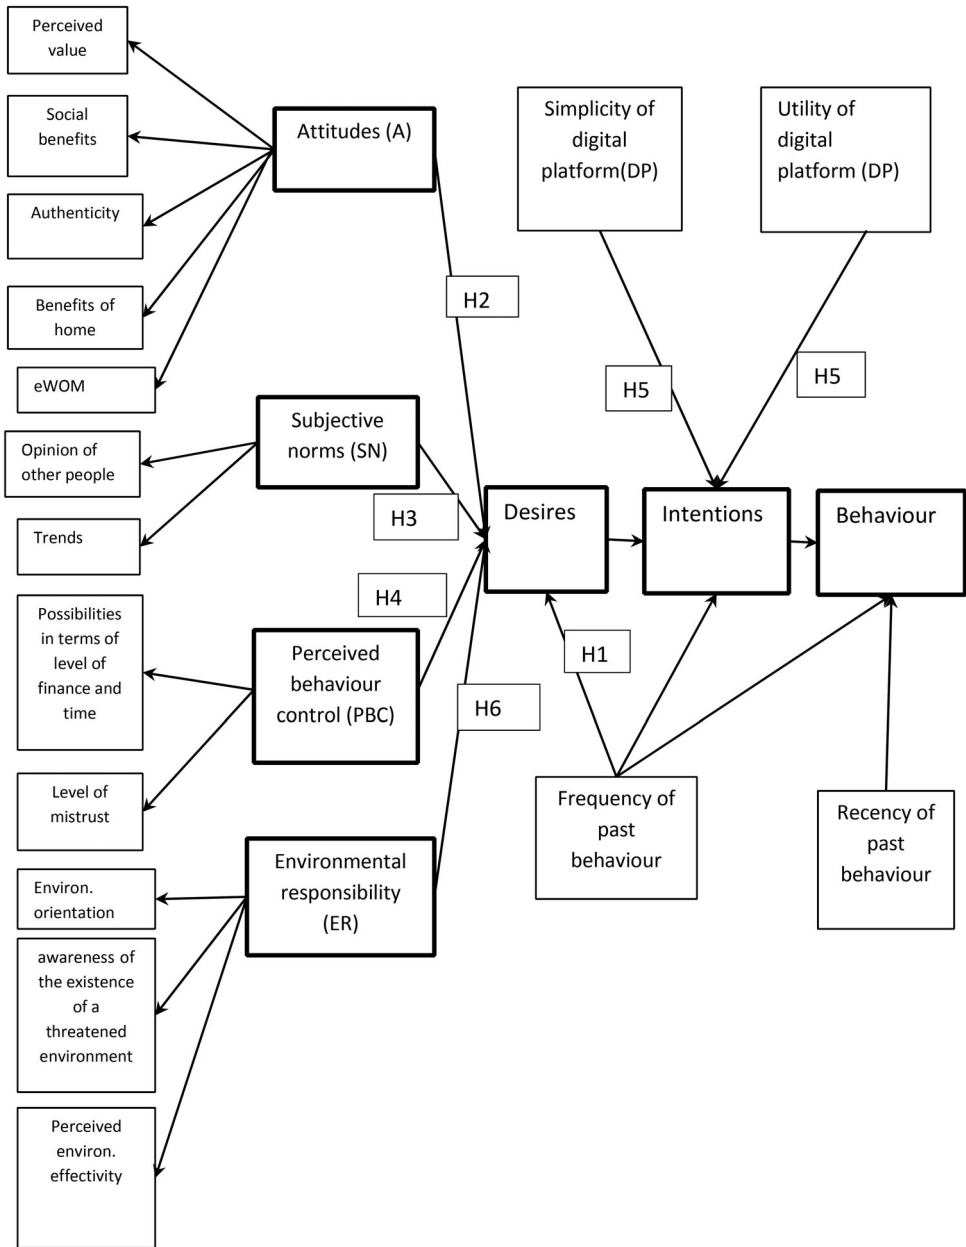 Perceived
value
Social
benefits
Authenticity
Benefits of
home
eWOM
Opinion of
other people
Trends
Possibilities
in terms of
level of
finance and
time
Level of
mistrust
Environ.
orientation
awareness of
the existence
of a
threatened
environment
Perceived
environ.
effectivity
Attitudes (A)
Subjective
norms (SN)
Perceived
behaviour
control (PBC)
Environmental
responsibility
(ER)
H2
H3
H4
H6
Simplicity of
digital
platform(DP)
Utility of
digital
platform (DP)
H5
H5
Desires
Intentions
Behaviour
H1
Frequency of
past
behaviour
Recency of
past
behaviour